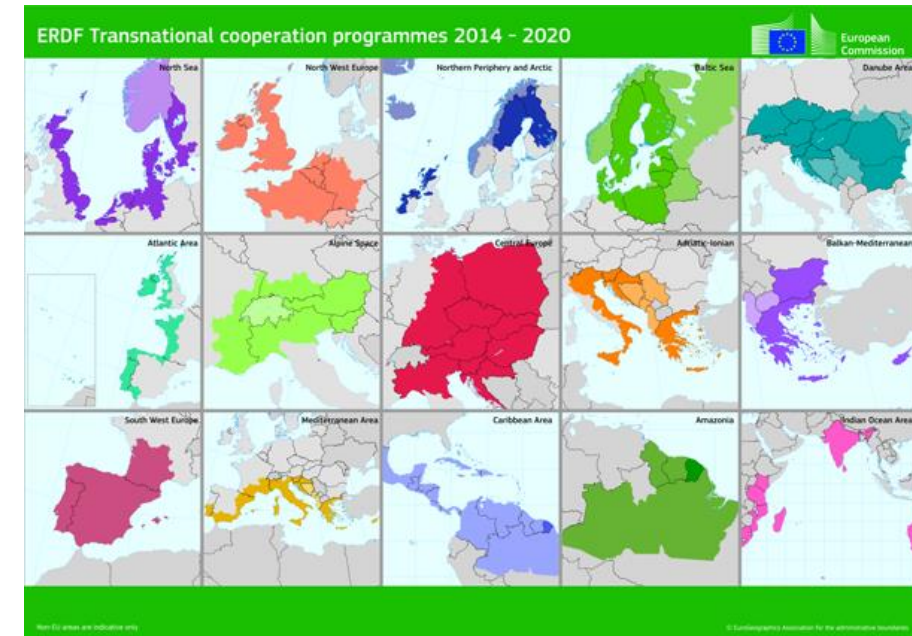 ERDF Transnational cooperation programmes 2014 - 2020
European
Commission
North Sea
North West Europe
Northern Periphery and Arctic
Baltic Sea
Danube Area
Atlantic Area
Alpine Space
Central Europe
Adriatic-Ionian
Balkan-Mediterranean
South West Europe
Mediterranean Area
Caribbean Area
Amazonia
Indian Ocean Area
Non-EU areas are indicative only
© EuroGeographics Association for the administrative boundaries